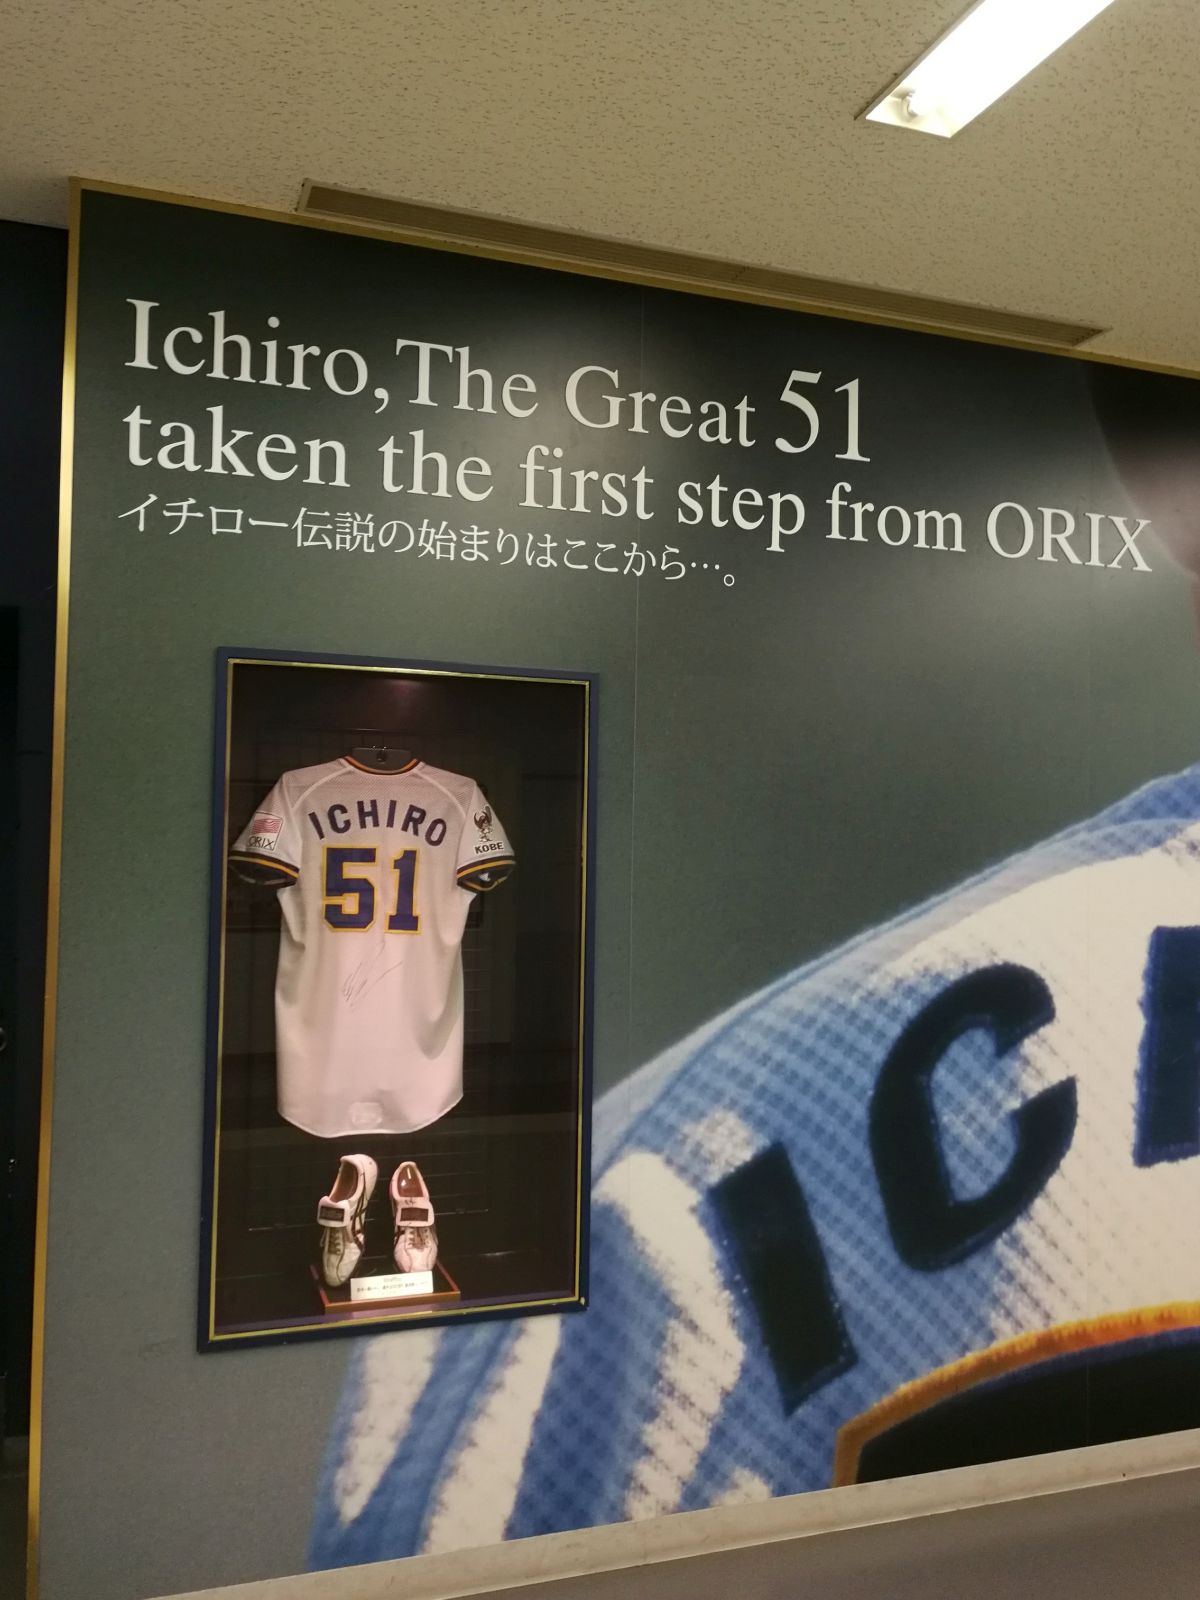 Ichiro,The Great 51
taken the first step from ORIX
イチロー伝説の始まりはここから…。
ICHIRO
51
ORIX
KOBE
IC